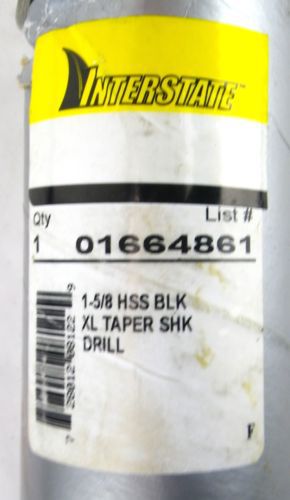 INTERSTATE
Qty List #
1 01664861
1-5/8 HSS BLK
XL TAPER SHK
DRILL
F